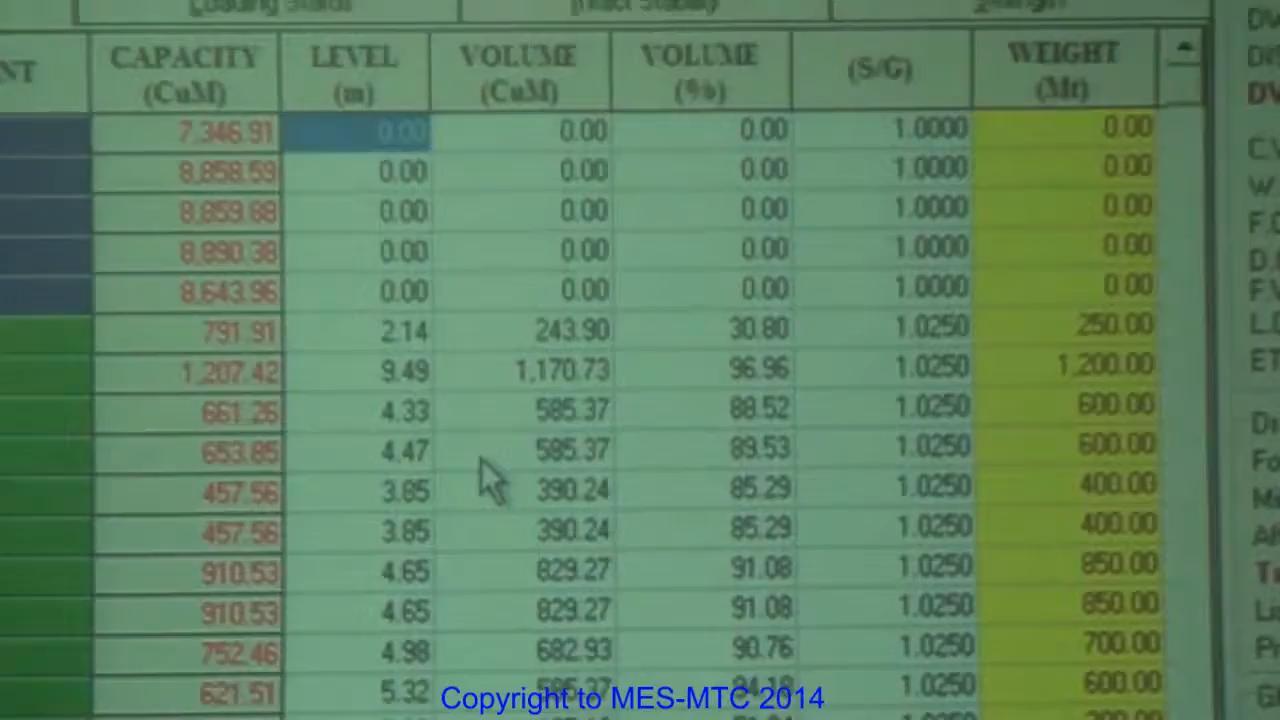 Loading Status Intact Stability
NT CAPACITY (CuM) LEVEL (m) VOLUME (CuM) VOLUME (%) (S/G) WEIGHT (Mt)
7,346.91 0.00 0.00 0.00 1.0000 0.00
8,858.59 0.00 0.00 0.00 1.0000 0.00
8,859.68 0.00 0.00 0.00 1.0000 0.00
8,890.38 0.00 0.00 0.00 1.0000 0.00
8,643.96 0.00 0.00 0.00 1.0000 0.00
791.91 2.14 243.90 30.80 1.0250 250.00
1,207.42 9.49 1,170.73 96.96 1.0250 1,200.00
661.26 4.33 585.37 88.52 1.0250 600.00
653.85 4.47 585.37 89.53 1.0250 600.00
457.56 3.85 390.24 85.29 1.0250 400.00
457.56 3.85 390.24 85.29 1.0250 400.00
910.53 4.65 829.27 91.08 1.0250 850.00
910.53 4.65 829.27 91.08 1.0250 850.00
752.46 4.98 682.93 90.76 1.0250 700.00
621.51 5.32 585.37 94.18 1.0250 600.00
Copyright to MES-MTC 2014